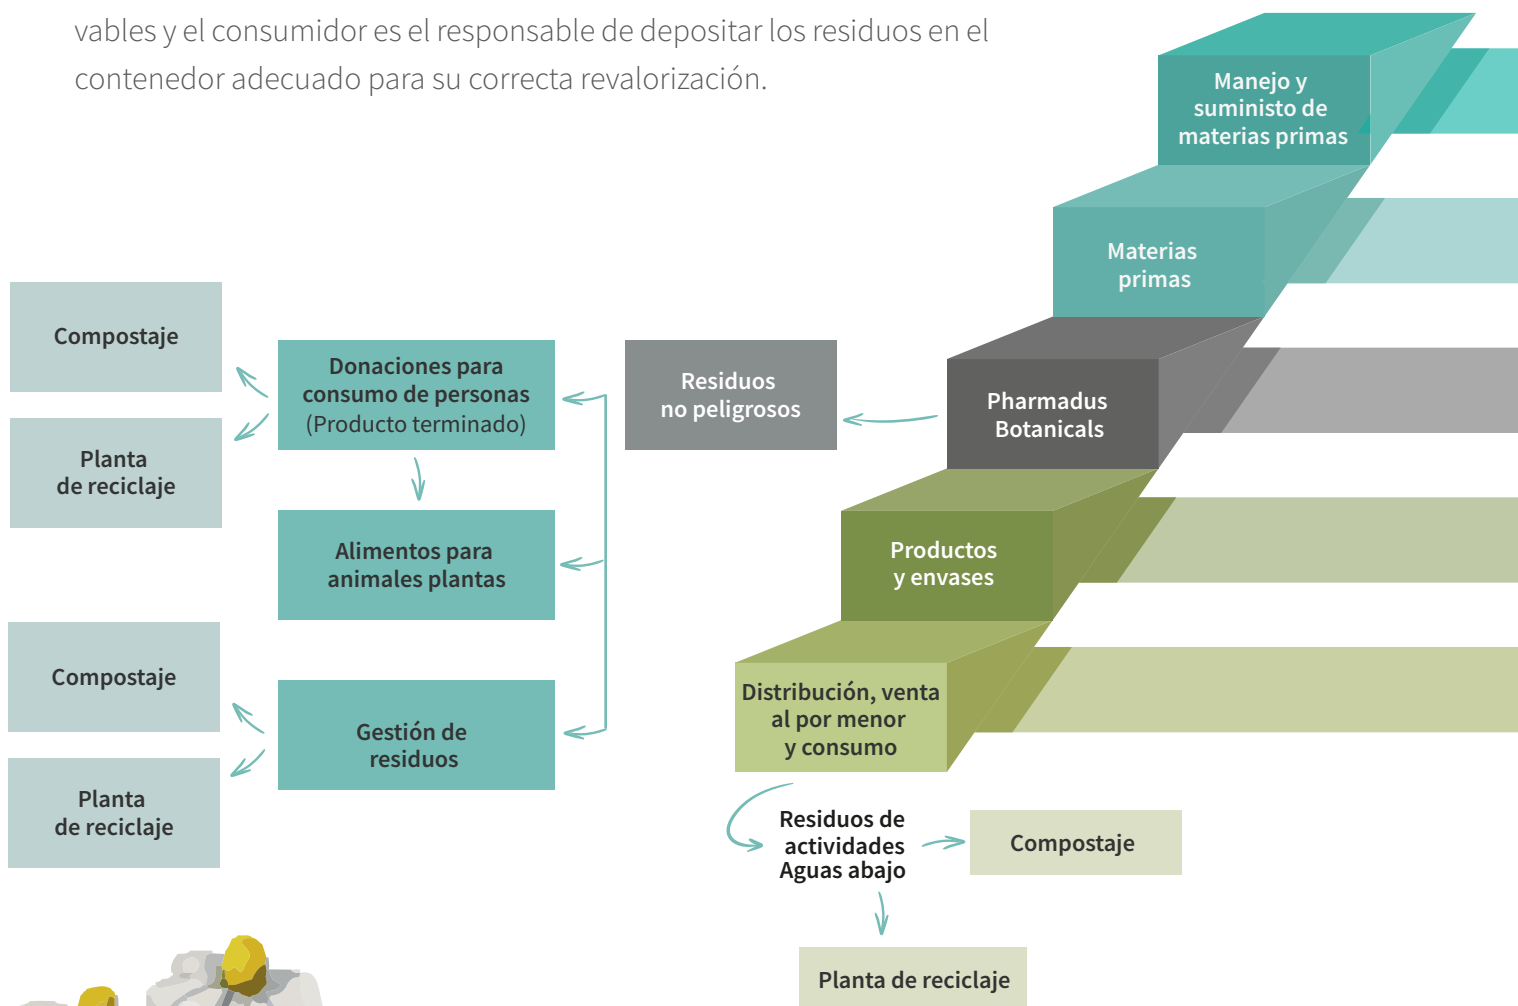 vables y el consumidor es el responsable de depositar los residuos en el
contenedor adecuado para su correcta revalorización.
Manejo y
suministo de
materias primas
Materias
primas
Pharmadus
Botanicals
Productos
y envases
Distribución, venta
al por menor
y consumo
Residuos
no peligrosos
Donaciones para
consumo de personas
(Producto terminado)
Compostaje
Planta
de reciclaje
Alimentos para
animales plantas
Gestión de
residuos
Compostaje
Planta
de reciclaje
Residuos de
actividades
Aguas abajo
Compostaje
Planta de reciclaje